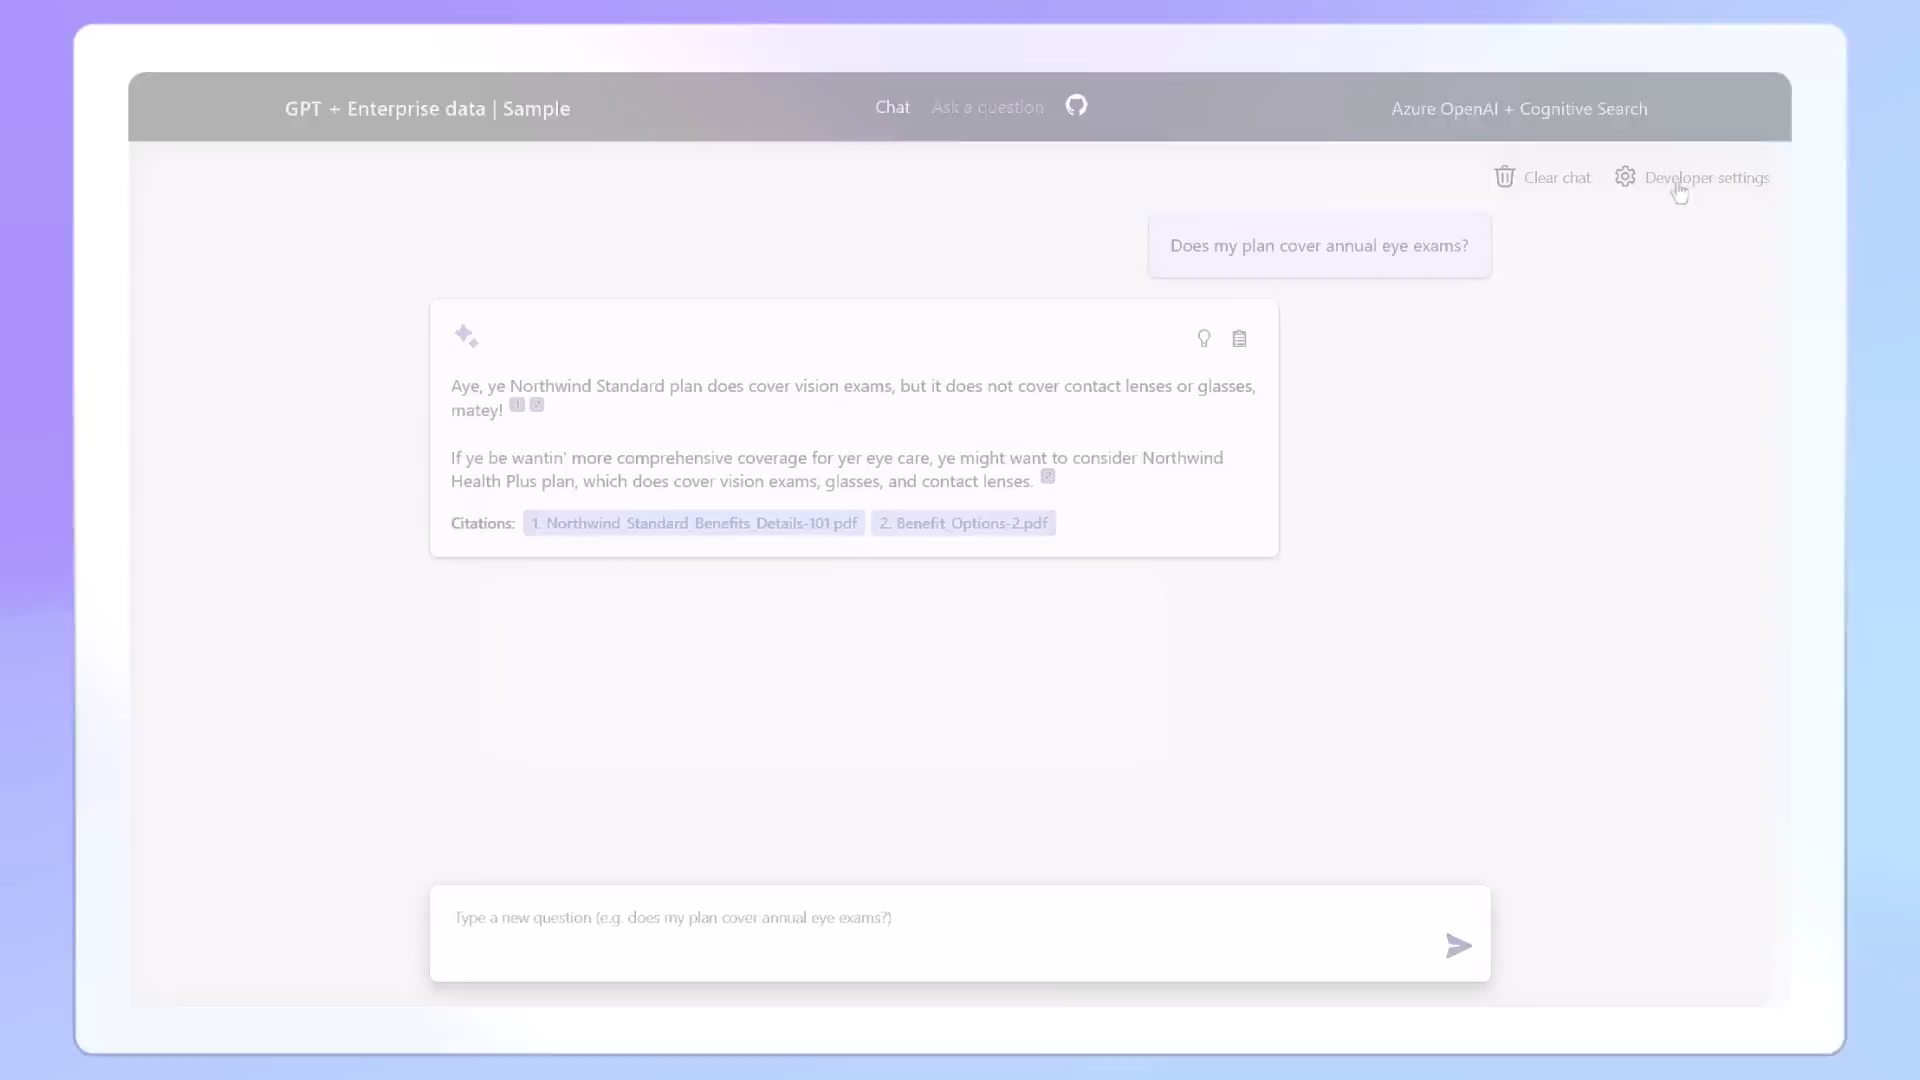 GPT + Enterprise data | Sample
Chat
Ask a question
Azure OpenAI + Cognitive Search
Clear chat
Developer settings
Does my plan cover annual eye exams?
Aye, ye Northwind Standard plan does cover vision exams, but it does not cover contact lenses or glasses,
matey! 1 2
If ye be wantin' more comprehensive coverage for yer eye care, ye might want to consider Northwind
Health Plus plan, which does cover vision exams, glasses, and contact lenses. 2
Citations: 1. Northwind_Standard_Benefits_Details-101.pdf 2. Benefit_Options-2.pdf
Type a new question (e.g. does my plan cover annual eye exams?)